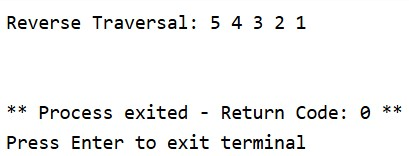 Reverse Traversal: 5 4 3 2 1
** Process exited - Return Code: 0 **
Press Enter to exit terminal